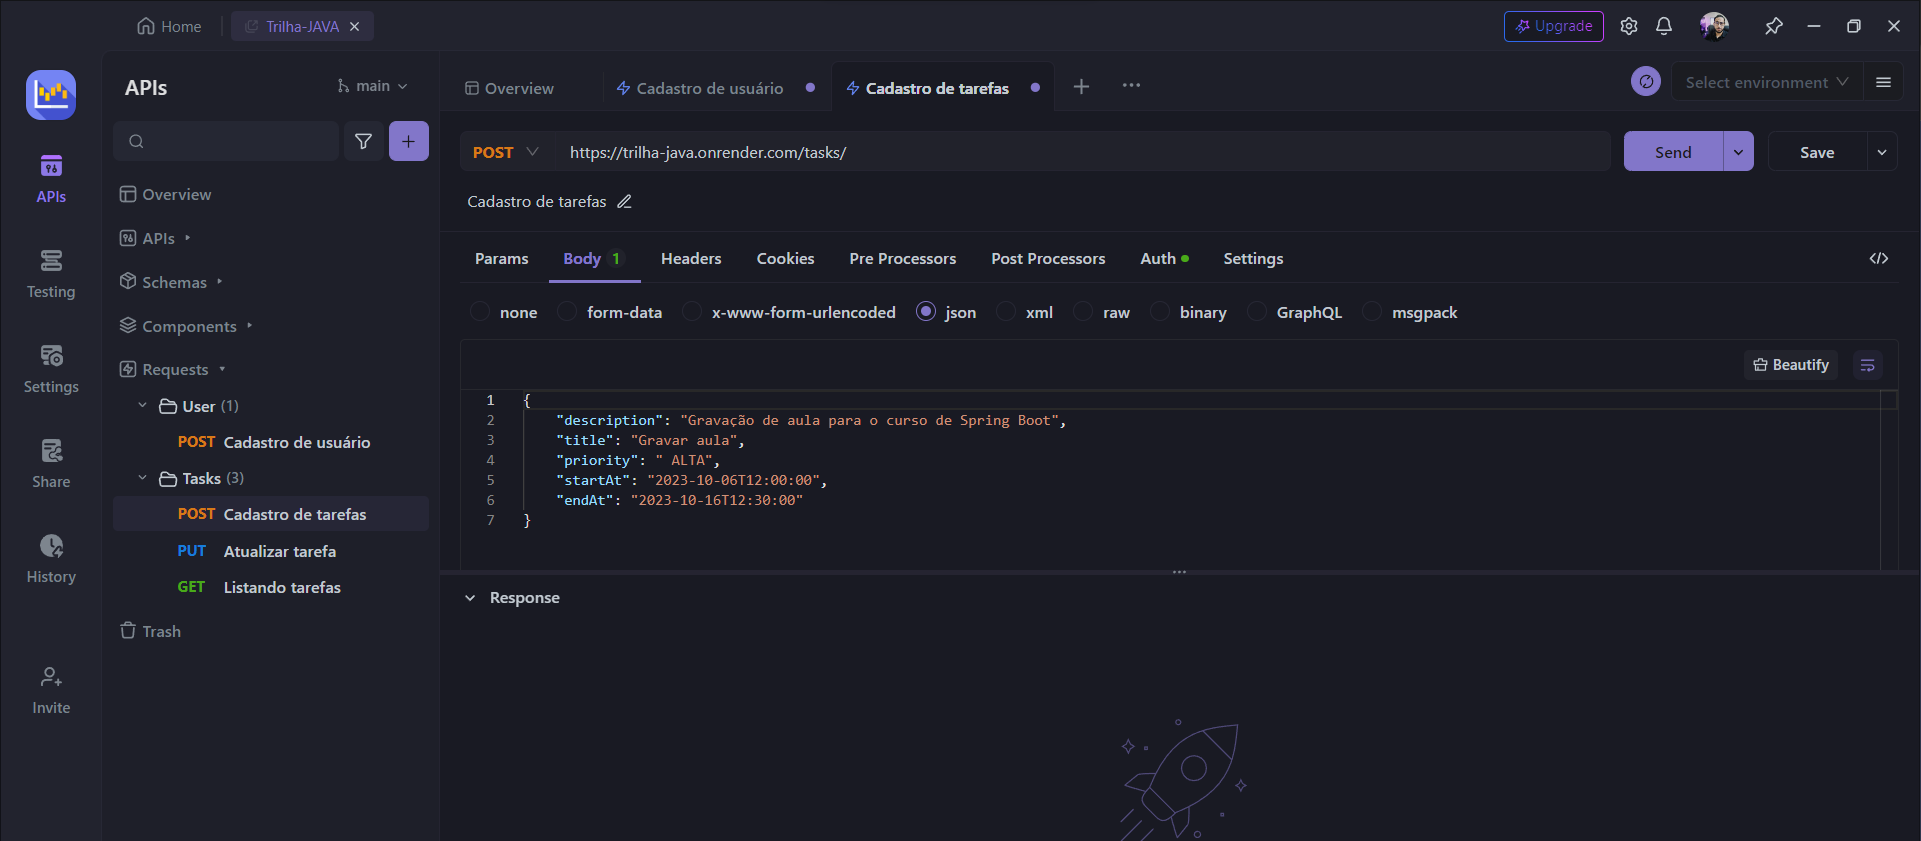 Home
Trilha-JAVA
Upgrade
APIs
main
Overview
Cadastro de usuário
Cadastro de tarefas
Select environment
POST
https://trilha-java.onrender.com/tasks/
Send
Save
Cadastro de tarefas
APIs
Testing
Settings
Share
History
Invite
Overview
APIs
Schemas
Components
Requests
User (1)
POST Cadastro de usuário
Tasks (3)
POST Cadastro de tarefas
PUT Atualizar tarefa
GET Listando tarefas
Trash
Params
Body 1
Headers
Cookies
Pre Processors
Post Processors
Auth
Settings
</>
none
form-data
x-www-form-urlencoded
json
xml
raw
binary
GraphQL
msgpack
Beautify
1 {
2 "description": "Gravação de aula para o curso de Spring Boot",
3 "title": "Gravar aula",
4 "priority": " ALTA",
5 "startAt": "2023-10-06T12:00:00",
6 "endAt": "2023-10-16T12:30:00"
7 }
Response